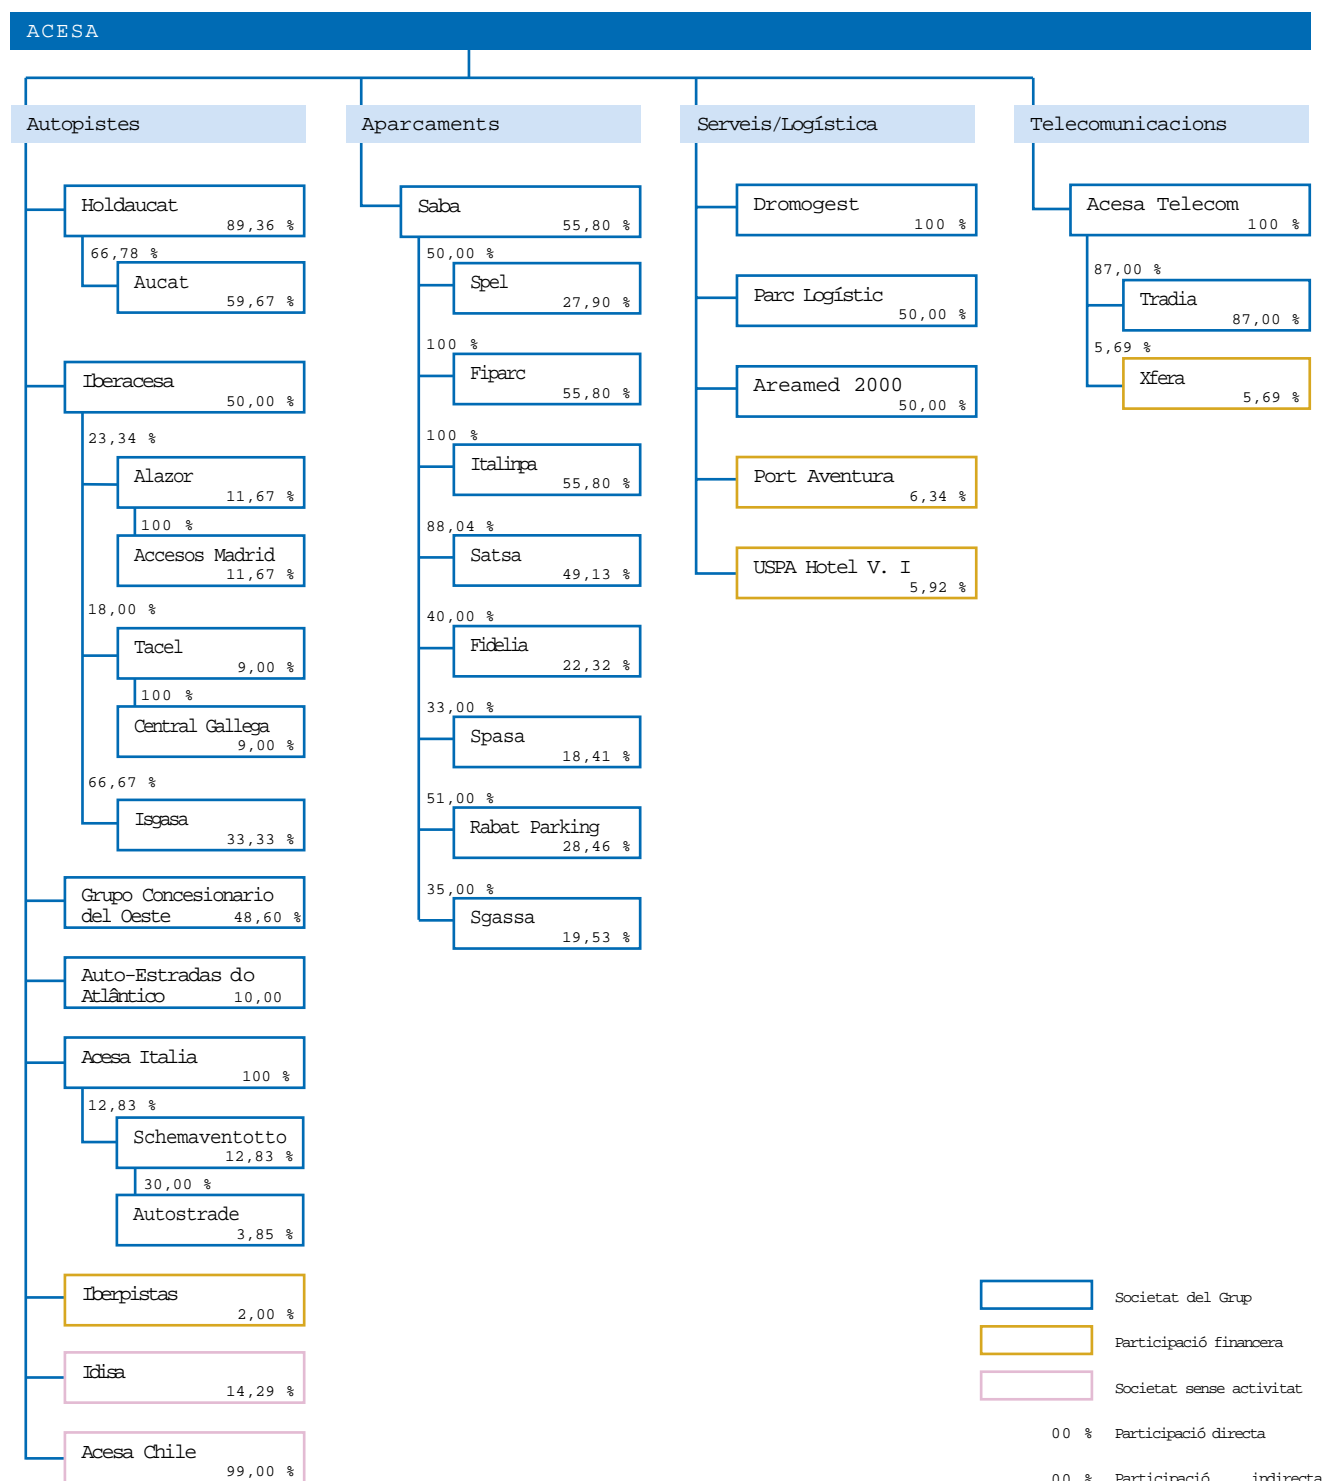 ACESA
Autopistes
Holdaucat
89,36 %
66,78 %
Aucat
59,67 %
Iberacesa
50,00 %
23,34 %
Alazor
11,67 %
100 %
Accesos Madrid
11,67 %
18,00 %
Tacel
9,00 %
100 %
Central Gallega
9,00 %
66,67 %
Isgasa
33,33 %
Grupo Concesionario
del Oeste 48,60 %
Auto-Estradas do
Atlântico 10,00
Acesa Italia
100 %
12,83 %
Schemaventotto
12,83 %
30,00 %
Autostrade
3,85 %
Iberpistas
2,00 %
Idisa
14,29 %
Acesa Chile
99,00 %
Aparcaments
Saba
55,80 %
50,00 %
Spel
27,90 %
100 %
Fiparc
55,80 %
100 %
Italinpa
55,80 %
88,04 %
Satsa
49,13 %
40,00 %
Fidelia
22,32 %
33,00 %
Spasa
18,41 %
51,00 %
Rabat Parking
28,46 %
35,00 %
Sgassa
19,53 %
Serveis/Logística
Dromogest
100 %
Parc Logístic
50,00 %
Areamed 2000
50,00 %
Port Aventura
6,34 %
USPA Hotel V. I
5,92 %
Telecomunicacions
Acesa Telecom
100 %
87,00 %
Tradia
87,00 %
5,69 %
Xfera
5,69 %
Societat del Grup
Participació financera
Societat sense activitat
00 % Participació directa
00 % Participació indirecta